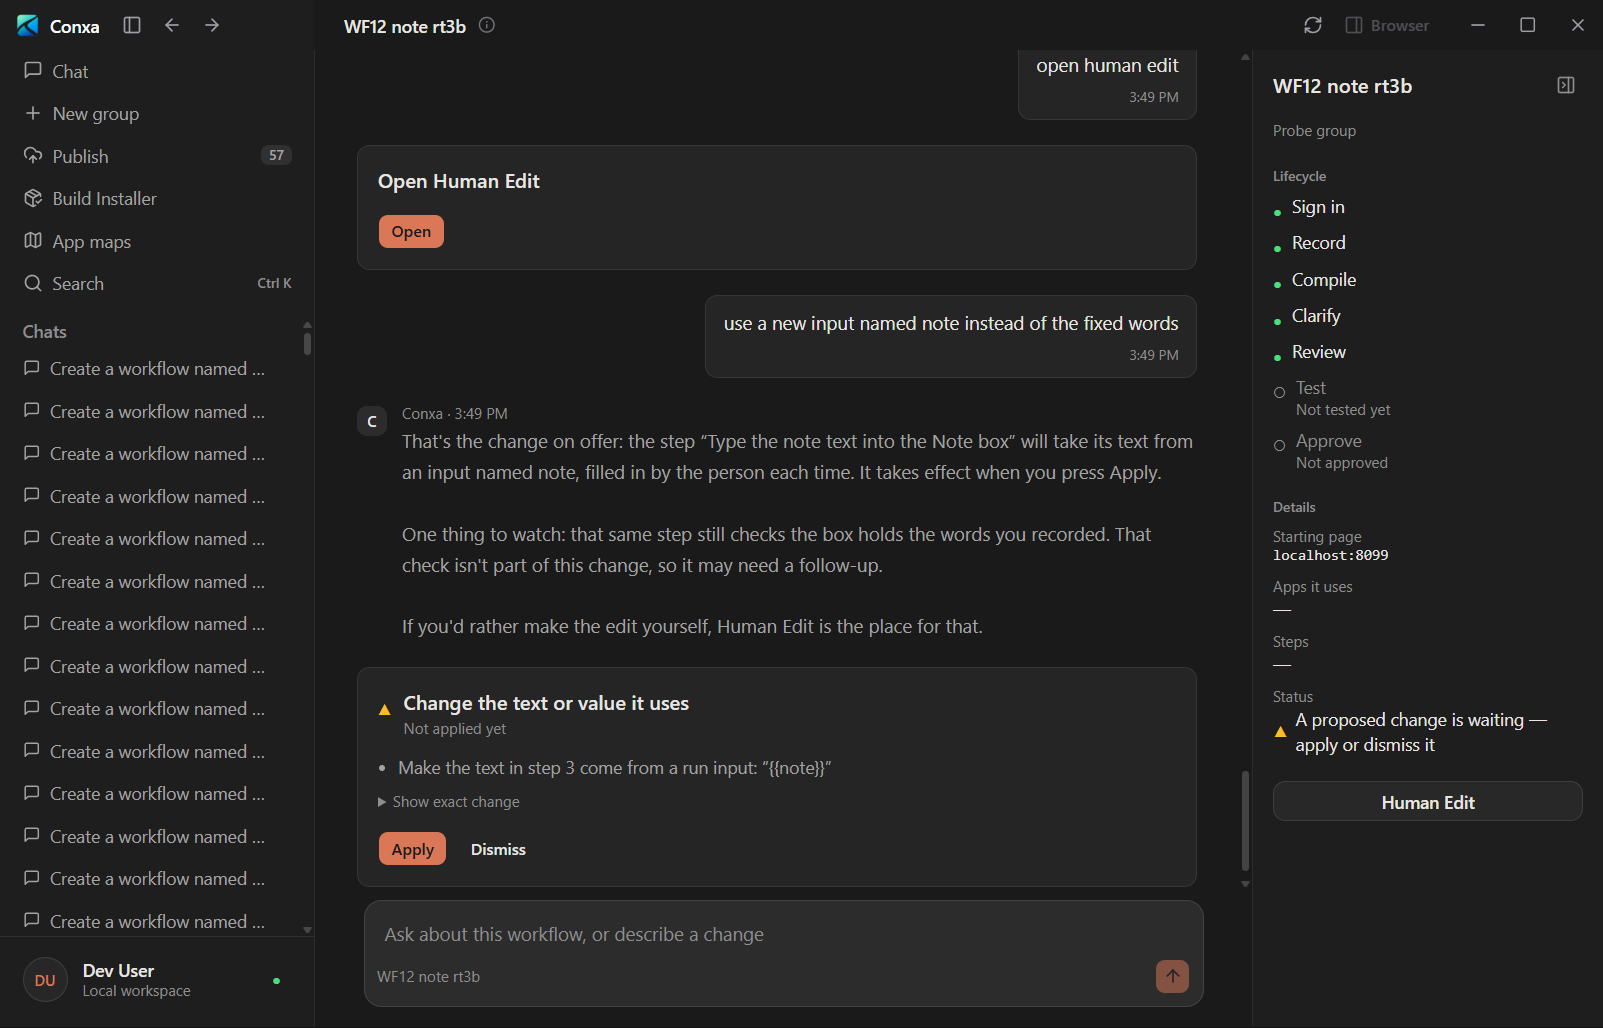 Conxa
Chat
New group
Publish 57
Build Installer
App maps
Search Ctrl K
Chats
Create a workflow named ...
Create a workflow named ...
Create a workflow named ...
Create a workflow named ...
Create a workflow named ...
Create a workflow named ...
Create a workflow named ...
Create a workflow named ...
Create a workflow named ...
Create a workflow named ...
Create a workflow named ...
Create a workflow named ...
Create a workflow named ...
Create a workflow named ...
DU
Dev User
Local workspace
WF12 note rt3b
Browser
open human edit
3:49 PM
Open Human Edit
Open
use a new input named note instead of the fixed words
3:49 PM
C
Conxa · 3:49 PM
That's the change on offer: the step “Type the note text into the Note box” will take its text from
an input named note, filled in by the person each time. It takes effect when you press Apply.
One thing to watch: that same step still checks the box holds the words you recorded. That
check isn't part of this change, so it may need a follow-up.
If you'd rather make the edit yourself, Human Edit is the place for that.
Change the text or value it uses
Not applied yet
• Make the text in step 3 come from a run input: “{{note}}”
Show exact change
Apply Dismiss
Ask about this workflow, or describe a change
WF12 note rt3b
WF12 note rt3b
Probe group
Lifecycle
Sign in
Record
Compile
Clarify
Review
Test
Not tested yet
Approve
Not approved
Details
Starting page
localhost:8099
Apps it uses
—
Steps
—
Status
A proposed change is waiting —
apply or dismiss it
Human Edit